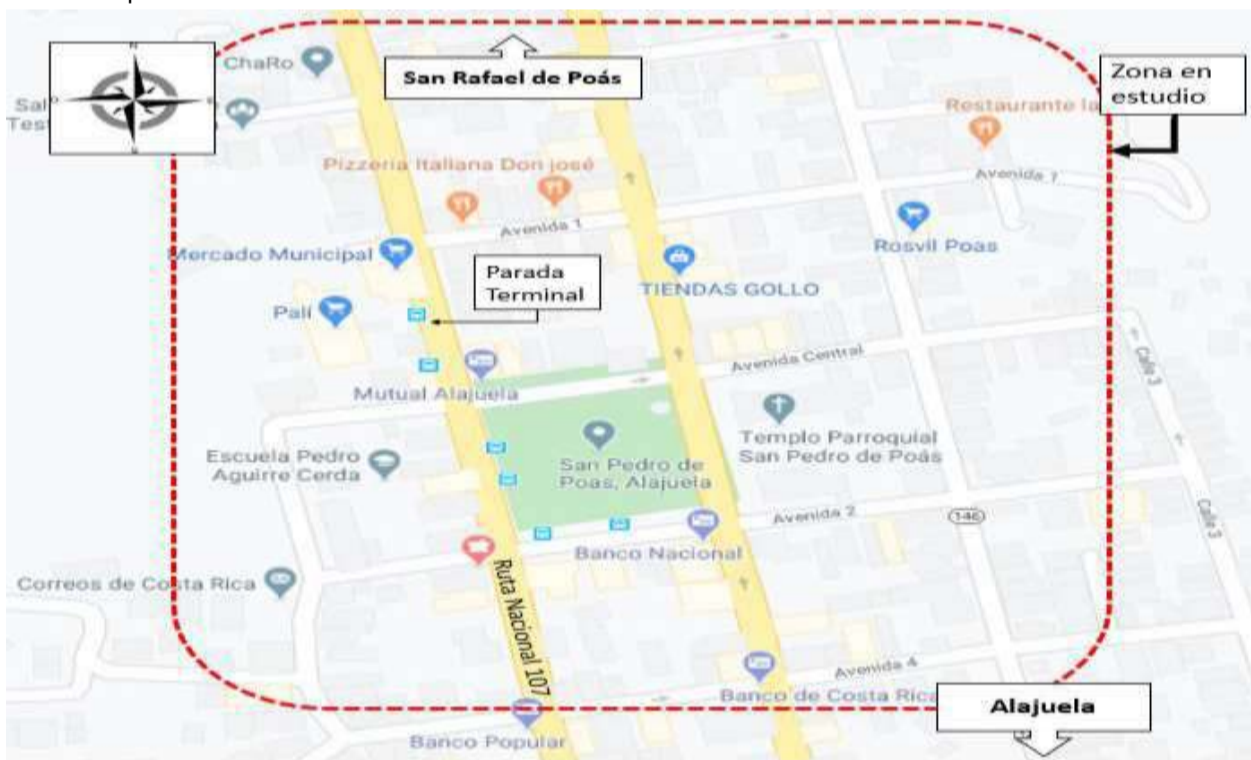 N
ChaRo
San Rafael de Poás
Zona en
estudio
Sal
Test
Restaurante la
Pizzeria Italiana Don josé
Avenida 1
Avenida 1
Mercado Municipal
Rosvil Poas
Parada
Terminal
TIENDAS GOLLO
Palí
Avenida Central
Calle 3
Mutual Alajuela
Escuela Pedro
Aguirre Cerda
San Pedro de
Poas, Alajuela
Templo Parroquial
San Pedro de Poás
Avenida 2
146
Calle 3
Banco Nacional
Correos de Costa Rica
Ruta Nacional 107
Avenida 4
Banco de Costa Rica
Alajuela
Banco Popular